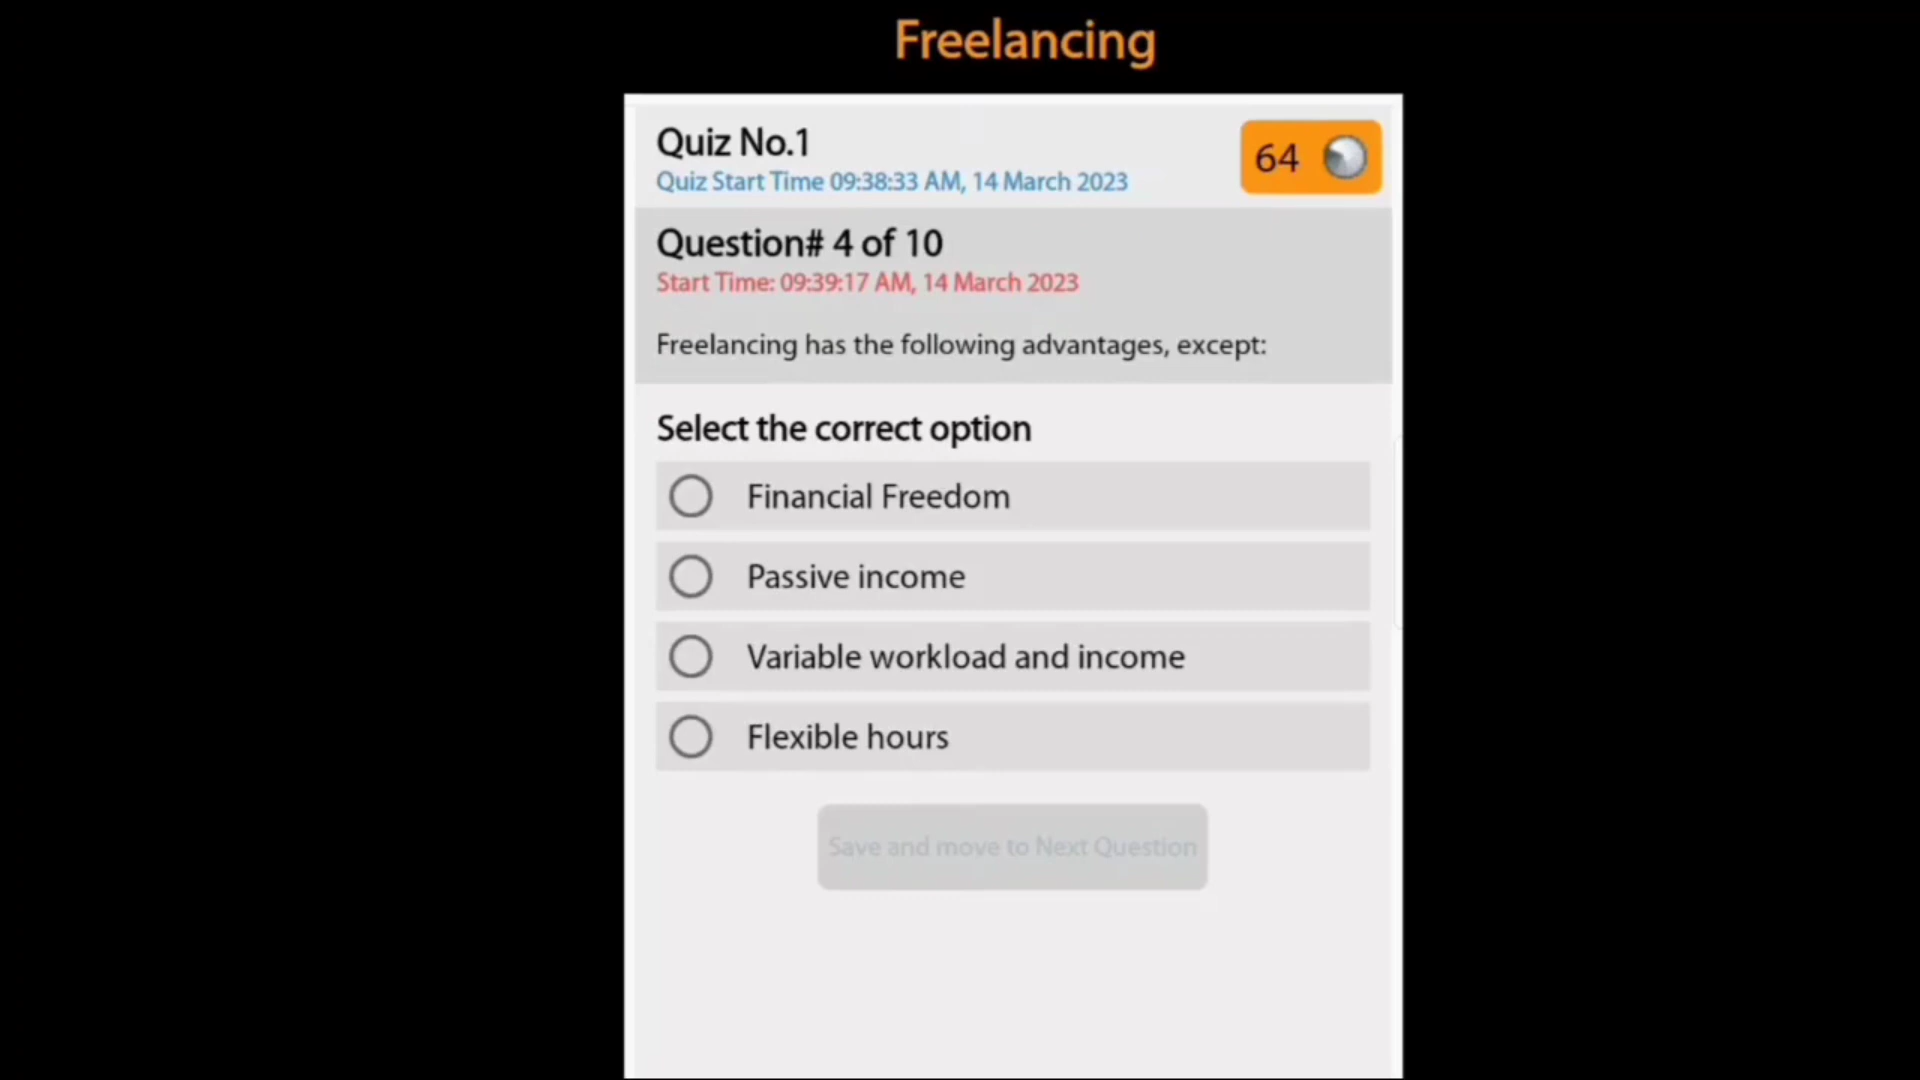 Freelancing
Quiz No.1
Quiz Start Time 09:38:33 AM, 14 March 2023
64
Question# 4 of 10
Start Time: 09:39:17 AM, 14 March 2023
Freelancing has the following advantages, except:
Select the correct option
Financial Freedom
Passive income
Variable workload and income
Flexible hours
Save and move to Next Question